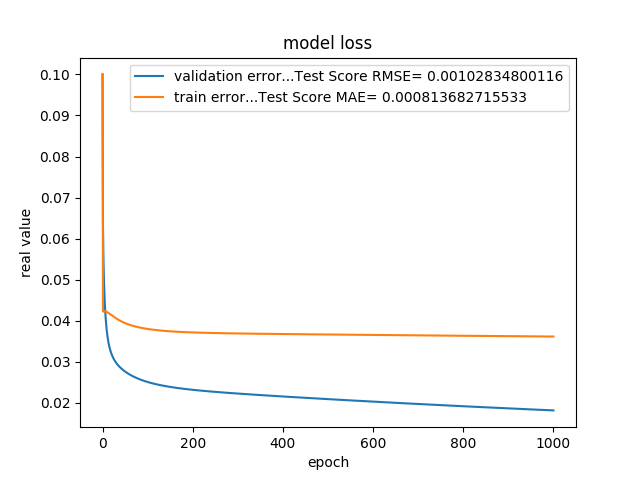 model loss
validation error...Test Score RMSE= 0.00102834800116
train error...Test Score MAE= 0.000813682715533
0.10
0.09
0.08
0.07
0.06
0.05
0.04
0.03
0.02
real value
0 200 400 600 800 1000
epoch